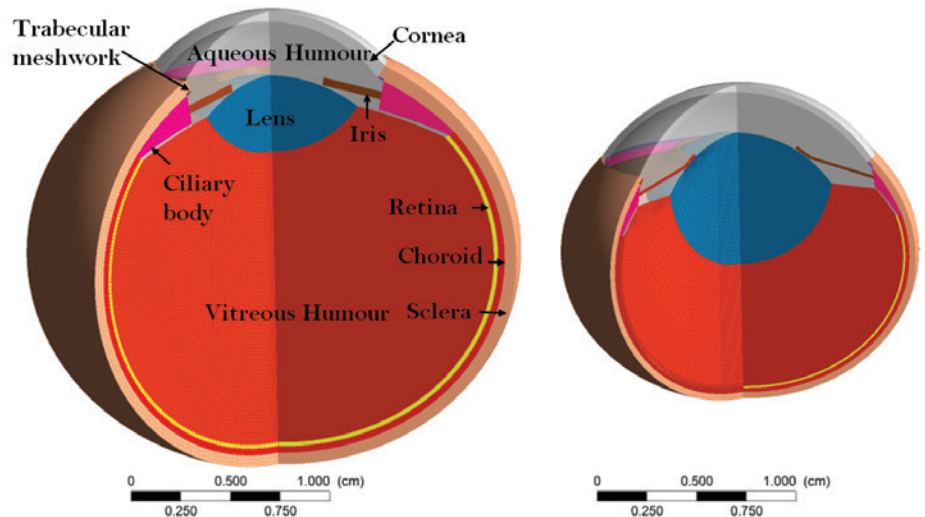 Trabecular
meshwork
Aqueous Humour
Cornea
Lens
Iris
Ciliary
body
Retina
Choroid
Vitreous Humour
Sclera
0 0.500 1.000 (cm)
0.250 0.750
0 0.500 1.000 (cm)
0.250 0.750